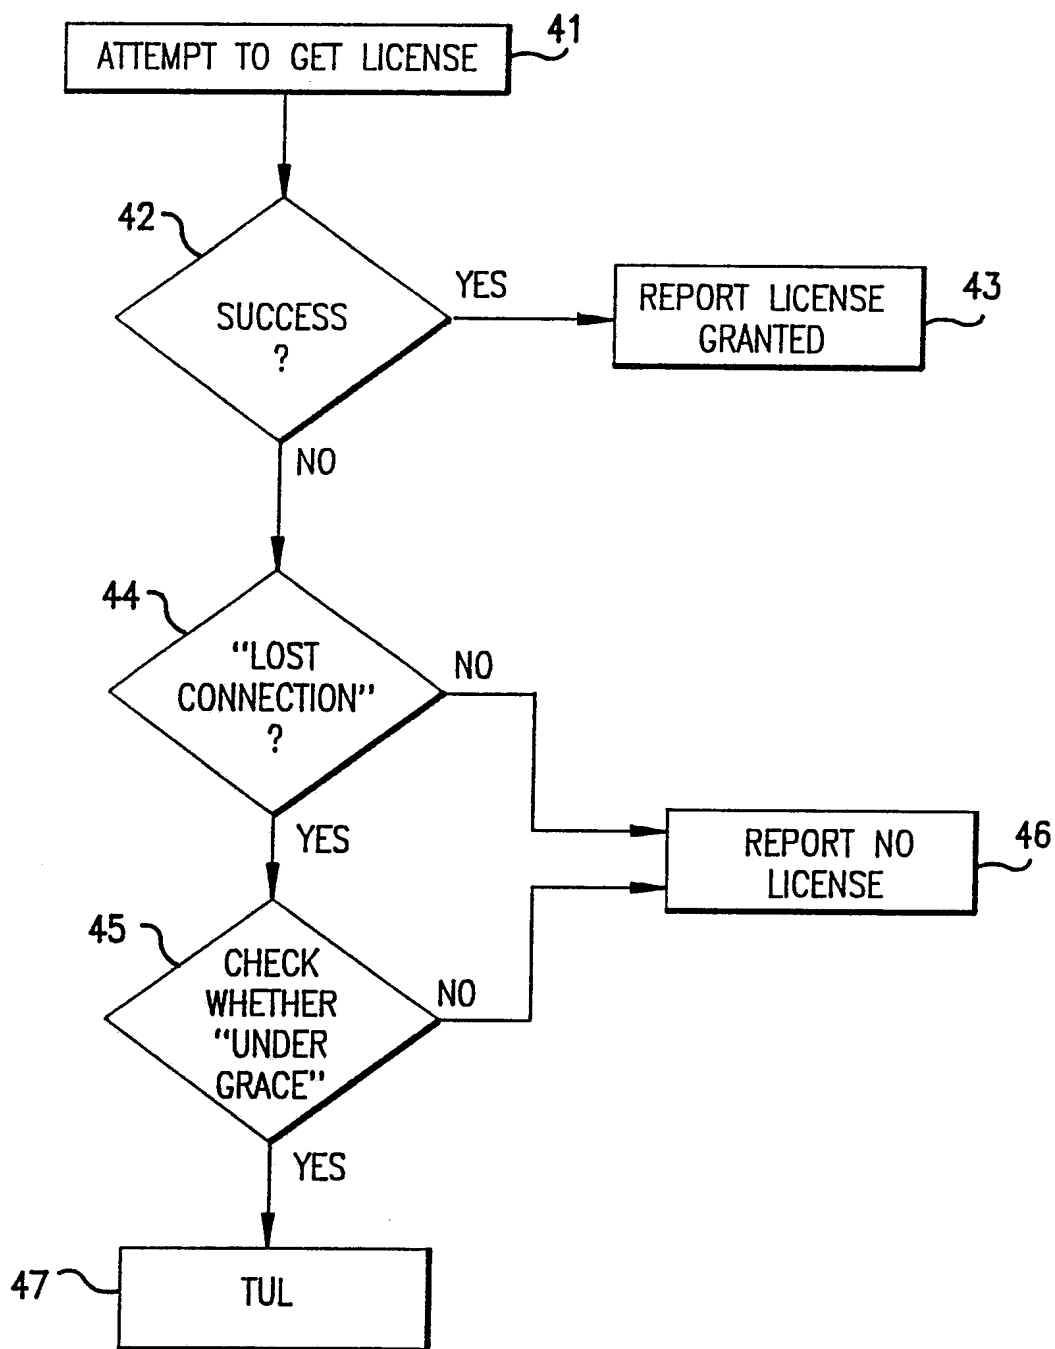 ATTEMPT TO GET LICENSE
41
42
SUCCESS
?
YES
REPORT LICENSE
GRANTED
43
NO
44
"LOST
CONNECTION"
?
NO
YES
REPORT NO
LICENSE
46
45
CHECK
WHETHER
"UNDER
GRACE"
NO
YES
47
TUL